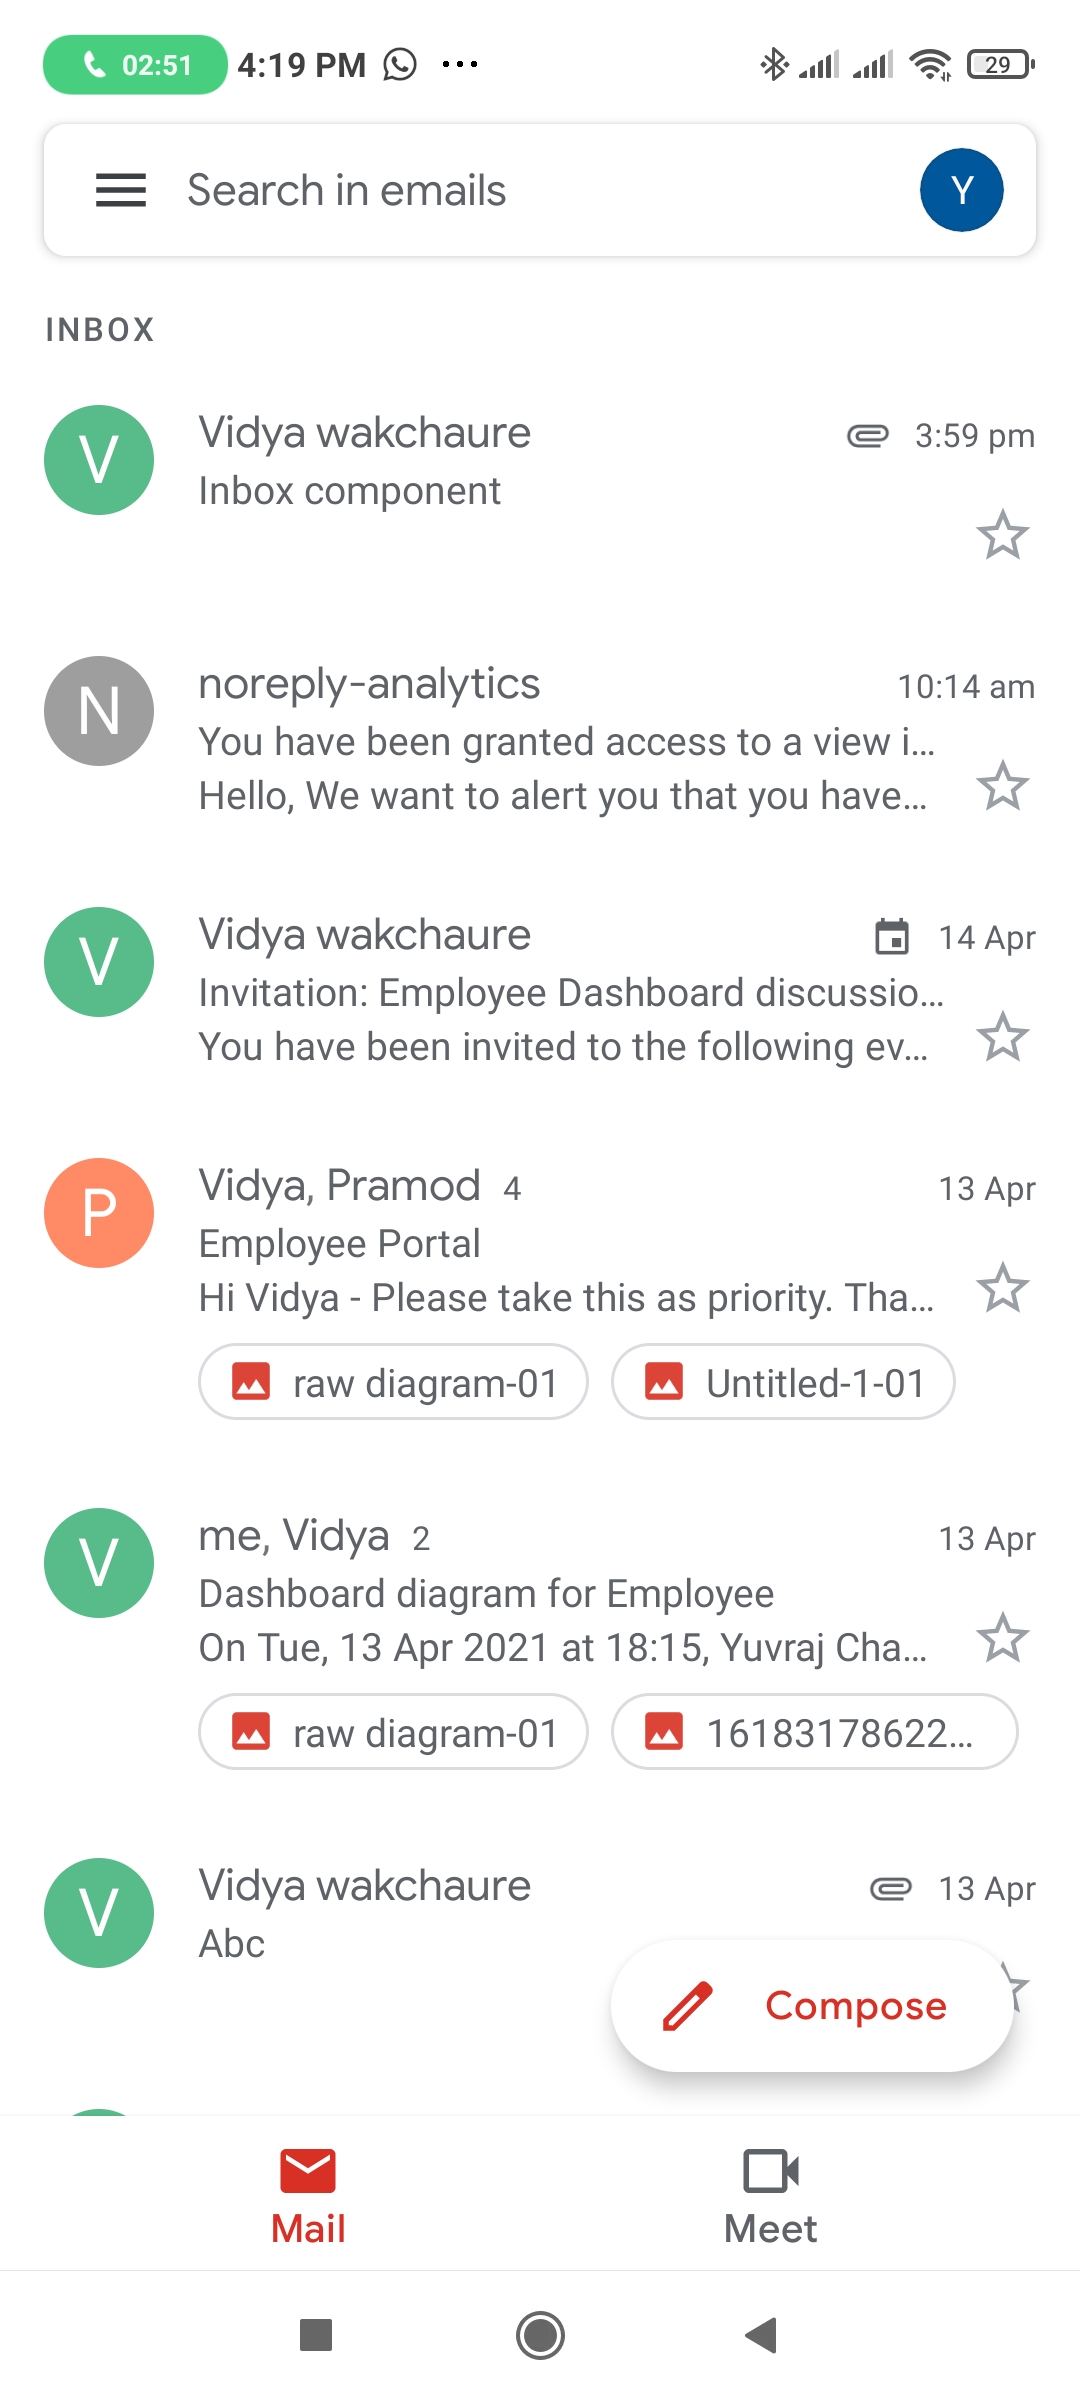 02:51 4:19 PM ... 29
Search in emails Y
INBOX
V Vidya wakchaure 3:59 pm
Inbox component
N noreply-analytics 10:14 am
You have been granted access to a view i...
Hello, We want to alert you that you have...
V Vidya wakchaure 14 Apr
Invitation: Employee Dashboard discussio...
You have been invited to the following ev...
P Vidya, Pramod 4 13 Apr
Employee Portal
Hi Vidya - Please take this as priority. Tha...
raw diagram-01 Untitled-1-01
V me, Vidya 2 13 Apr
Dashboard diagram for Employee
On Tue, 13 Apr 2021 at 18:15, Yuvraj Cha...
raw diagram-01 16183178622...
V Vidya wakchaure 13 Apr
Abc
Compose
Mail Meet